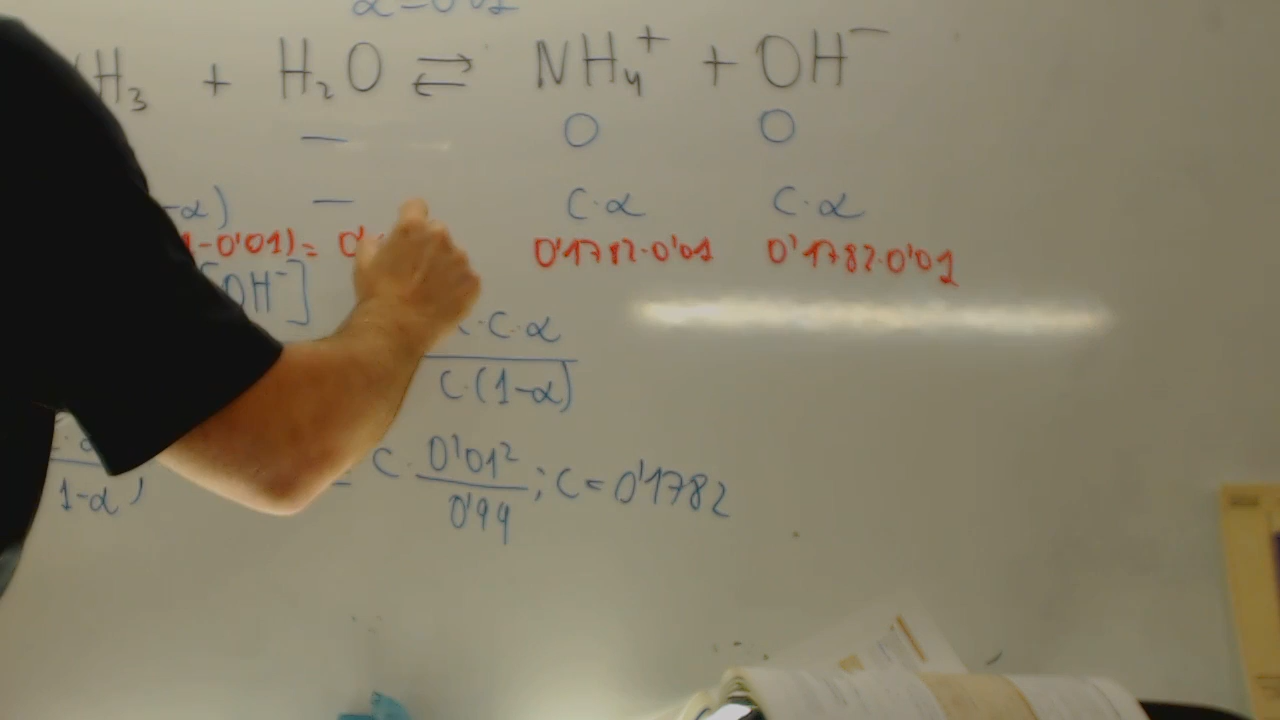 α=0'01
H₃ + H₂O ⇌ NH₄⁺ + OH⁻
— 0 0
-α) — C·α C·α
1-0'01)= 0' 0'1782·0'01 0'1782·0'01
[OH⁻]
·C·α
C·(1-α)
1-α ; = C· 0'01² / 0'99 ; C=0'1782